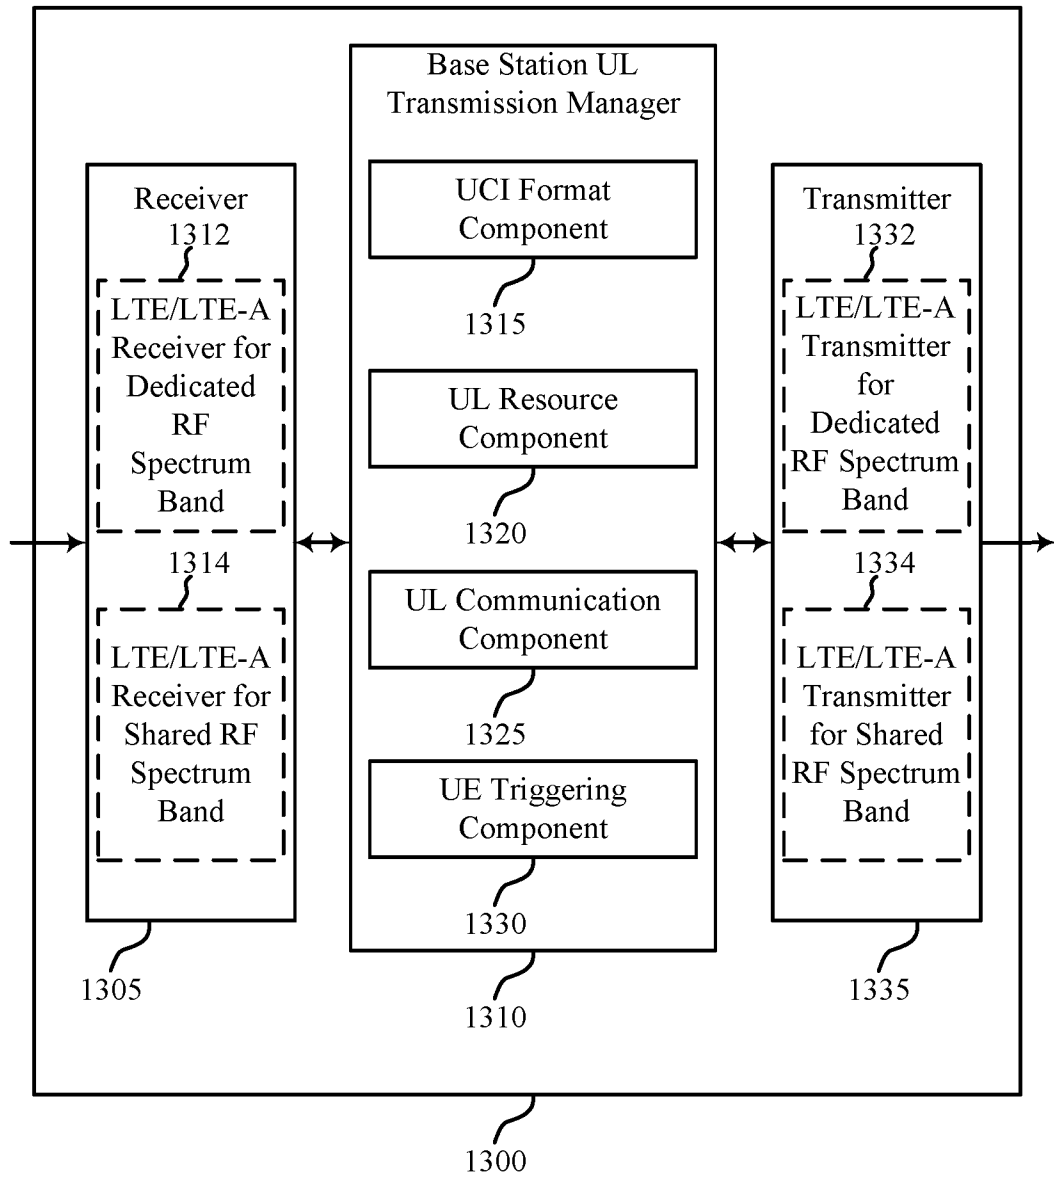 Base Station UL
Transmission Manager
Receiver
1312
LTE/LTE-A
Receiver for
Dedicated
RF
Spectrum
Band
1314
LTE/LTE-A
Receiver for
Shared RF
Spectrum
Band
1305
UCI Format
Component
1315
UL Resource
Component
1320
UL Communication
Component
1325
UE Triggering
Component
1330
1310
Transmitter
1332
LTE/LTE-A
Transmitter
for
Dedicated
RF Spectrum
Band
1334
LTE/LTE-A
Transmitter
for Shared
RF Spectrum
Band
1335
1300